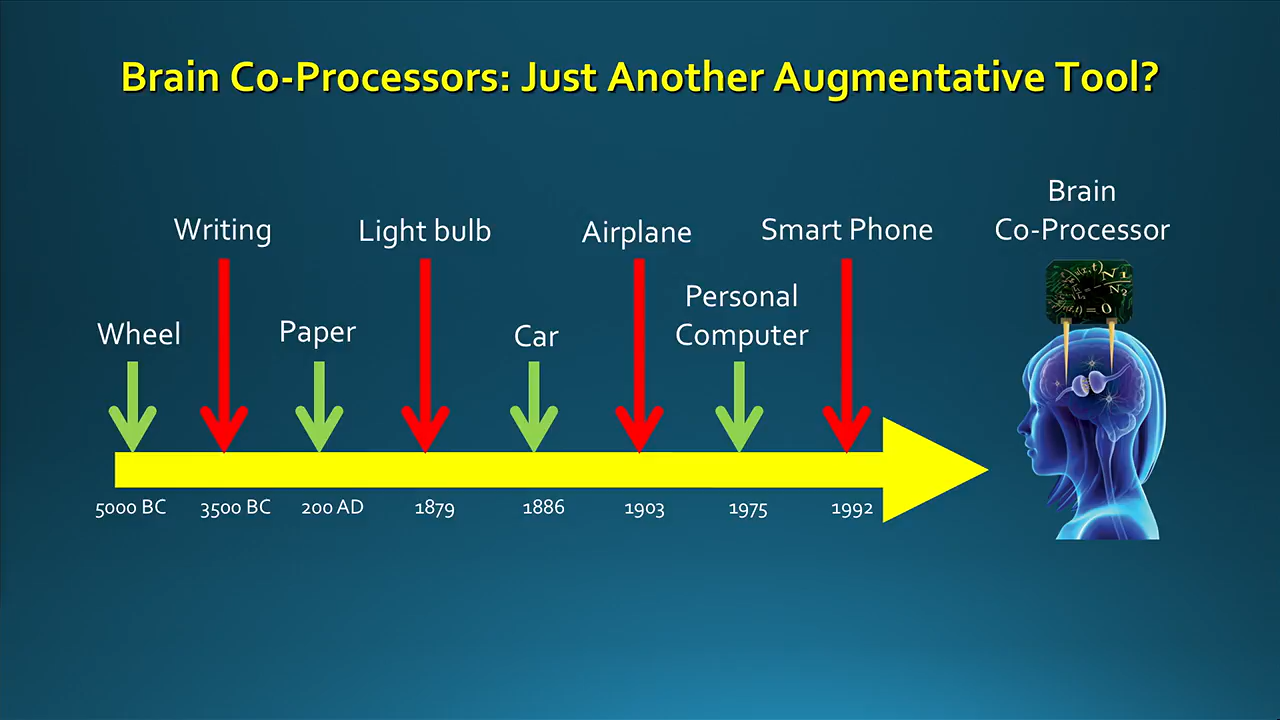 Brain Co-Processors: Just Another Augmentative Tool?
Brain
Co-Processor
Writing
Light bulb
Airplane
Smart Phone
Personal
Computer
Wheel
Paper
Car
5000 BC
3500 BC
200 AD
1879
1886
1903
1975
1992